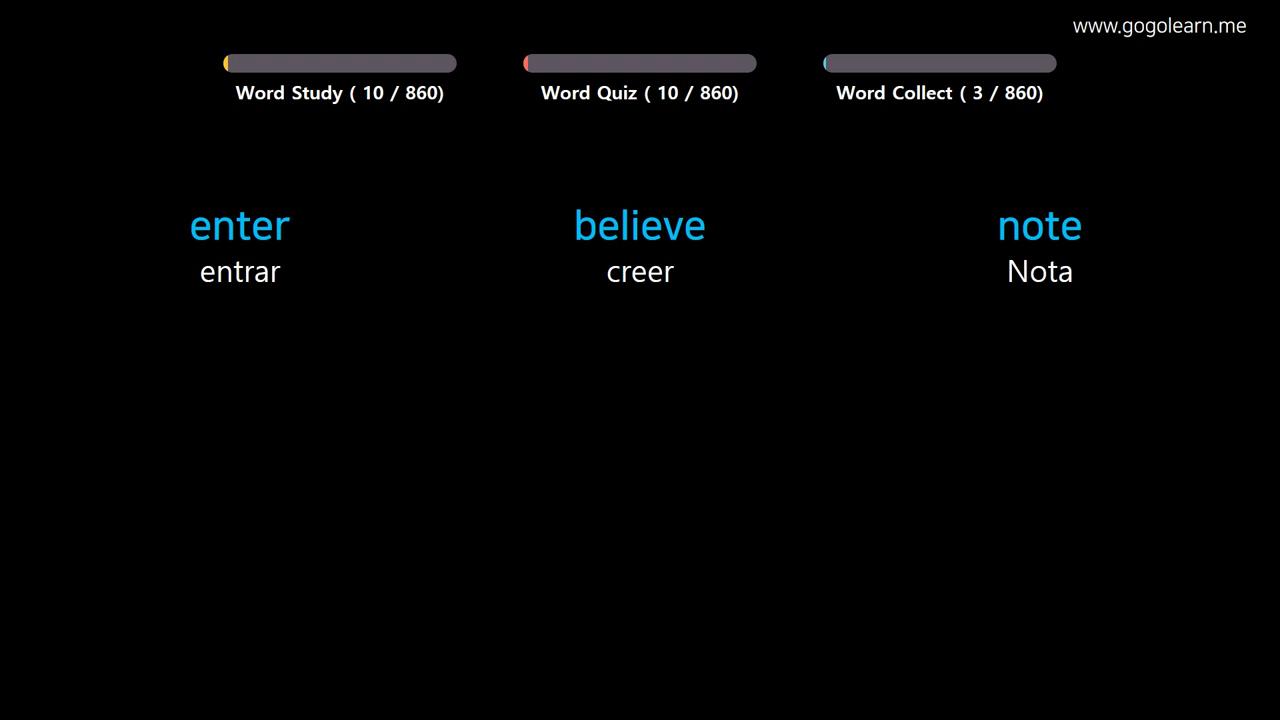 www.gogolearn.me
Word Study ( 10 / 860)
Word Quiz ( 10 / 860)
Word Collect ( 3 / 860)
enter
entrar
believe
creer
note
Nota